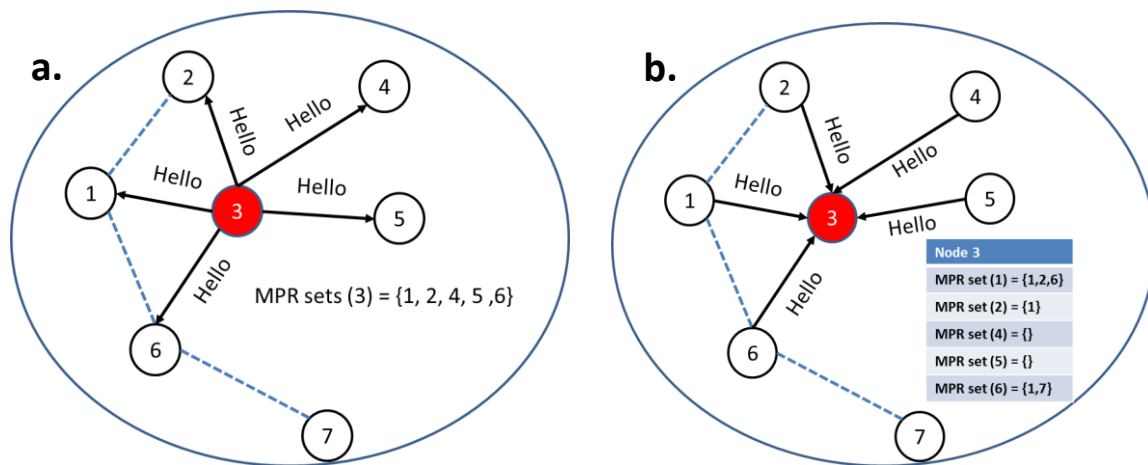 a.
2
4
Hello
Hello
1
Hello
3
Hello
5
Hello
MPR sets (3) = {1, 2, 4, 5 ,6}
6
7
b.
2
4
Hello
Hello
1
Hello
3
5
Hello
Hello
6
7
Node 3
MPR set (1) = {1,2,6}
MPR set (2) = {1}
MPR set (4) = {}
MPR set (5) = {}
MPR set (6) = {1,7}